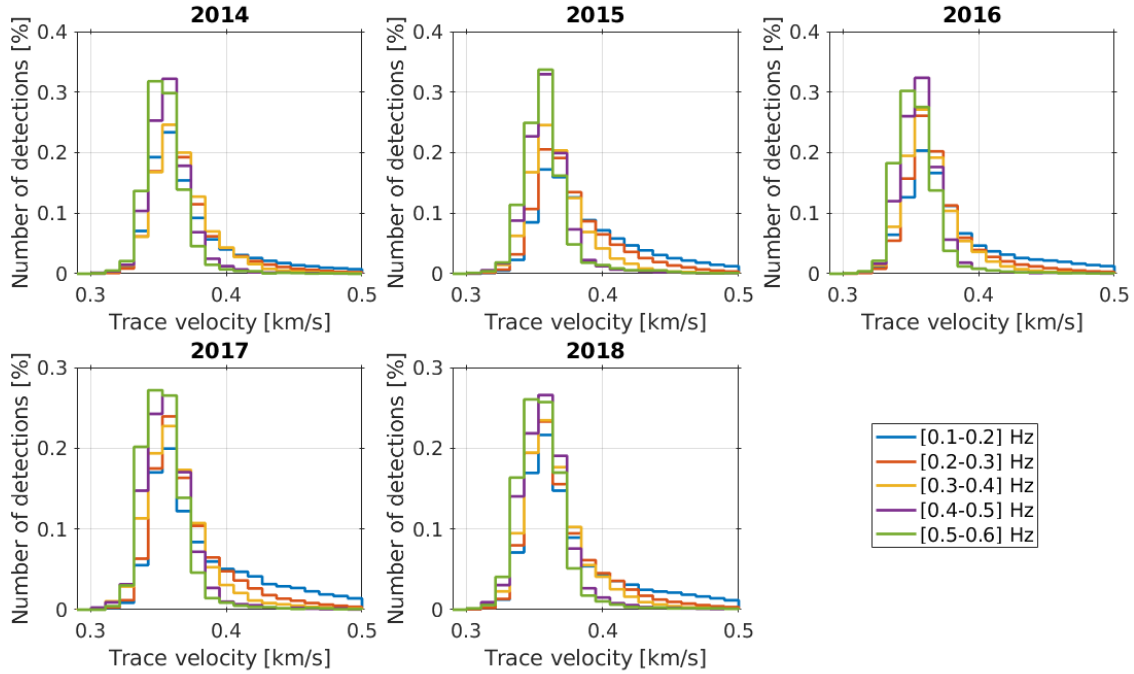 2014
Number of detections [%]
0.4
0.3
0.2
0.1
0
0.3
0.4
0.5
Trace velocity [km/s]
2015
Number of detections [%]
0.4
0.3
0.2
0.1
0
0.3
0.4
0.5
Trace velocity [km/s]
2016
Number of detections [%]
0.4
0.3
0.2
0.1
0
0.3
0.4
0.5
Trace velocity [km/s]
2017
Number of detections [%]
0.3
0.2
0.1
0
0.3
0.4
0.5
Trace velocity [km/s]
2018
Number of detections [%]
0.3
0.2
0.1
0
0.3
0.4
0.5
Trace velocity [km/s]
[0.1-0.2] Hz
[0.2-0.3] Hz
[0.3-0.4] Hz
[0.4-0.5] Hz
[0.5-0.6] Hz